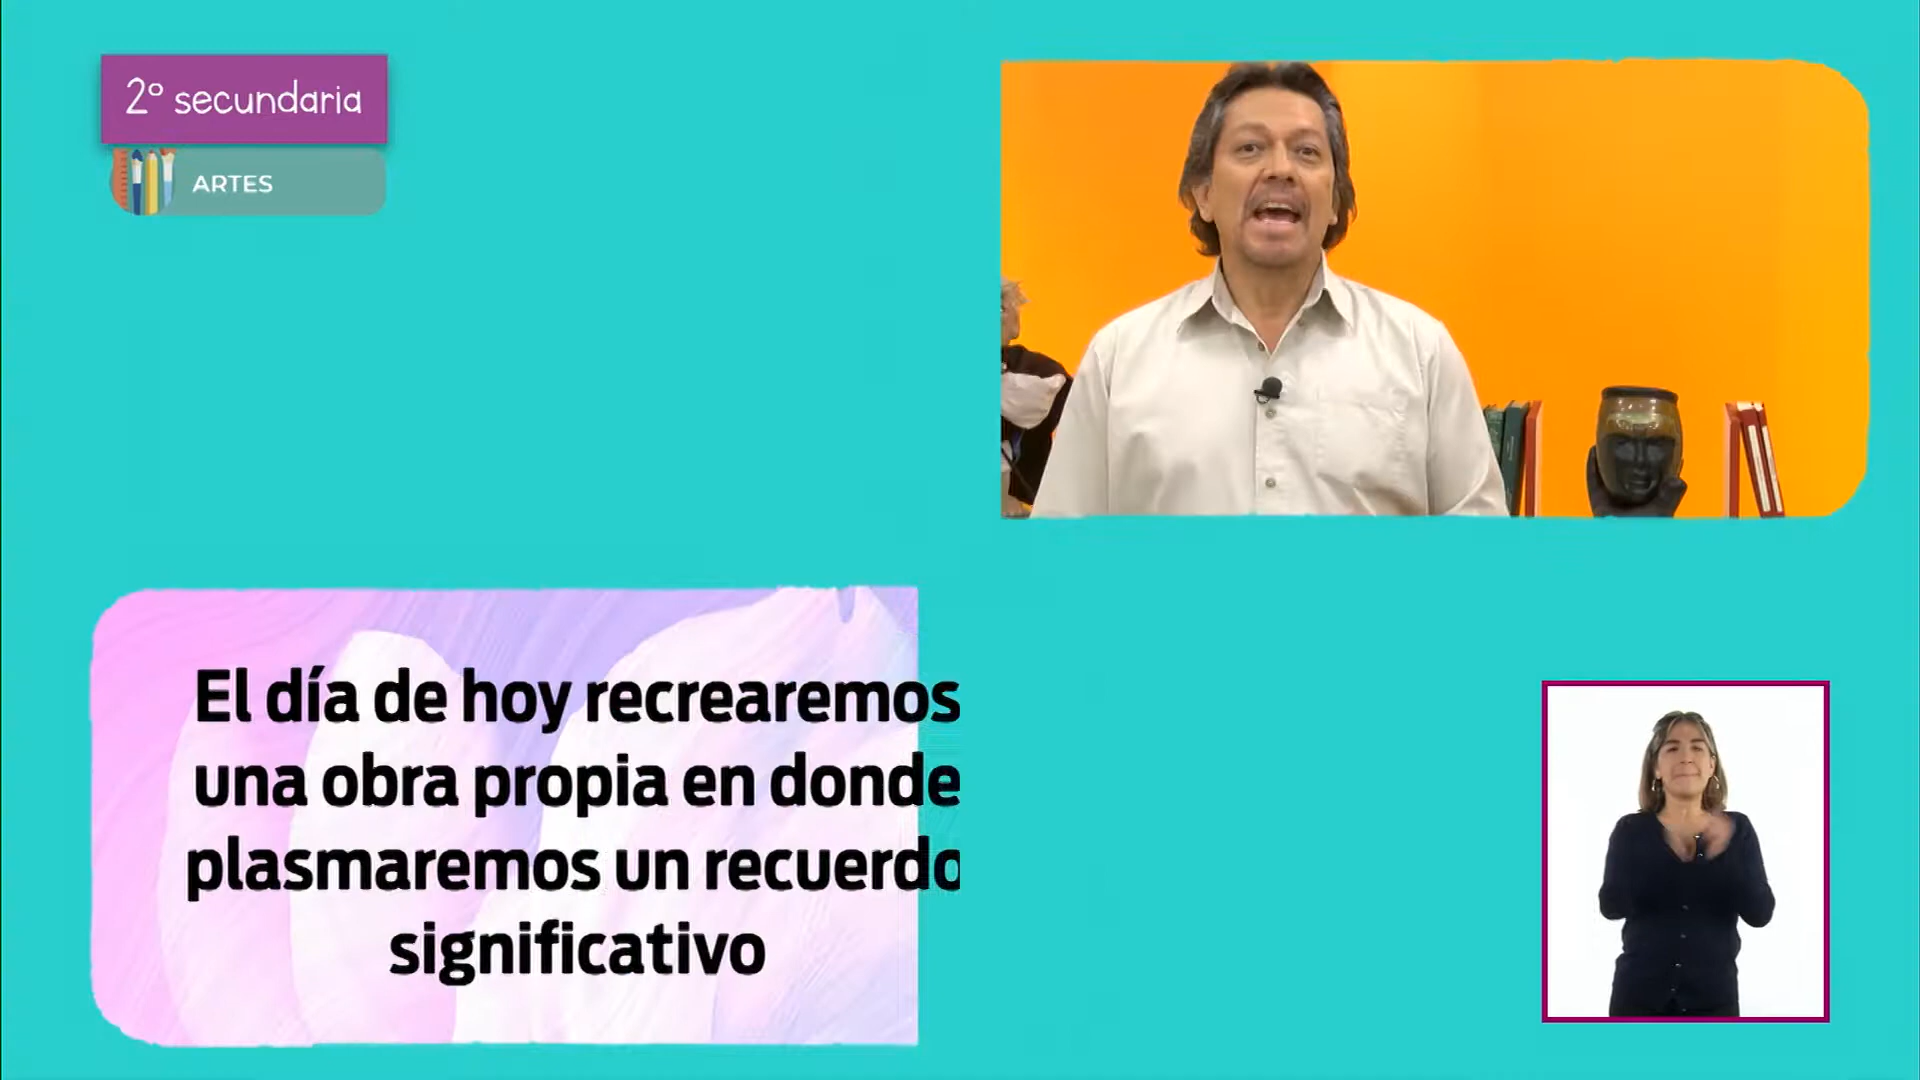 2° secundaria
ARTES
El día de hoy recrearemos
una obra propia en donde
plasmaremos un recuerdo
significativo